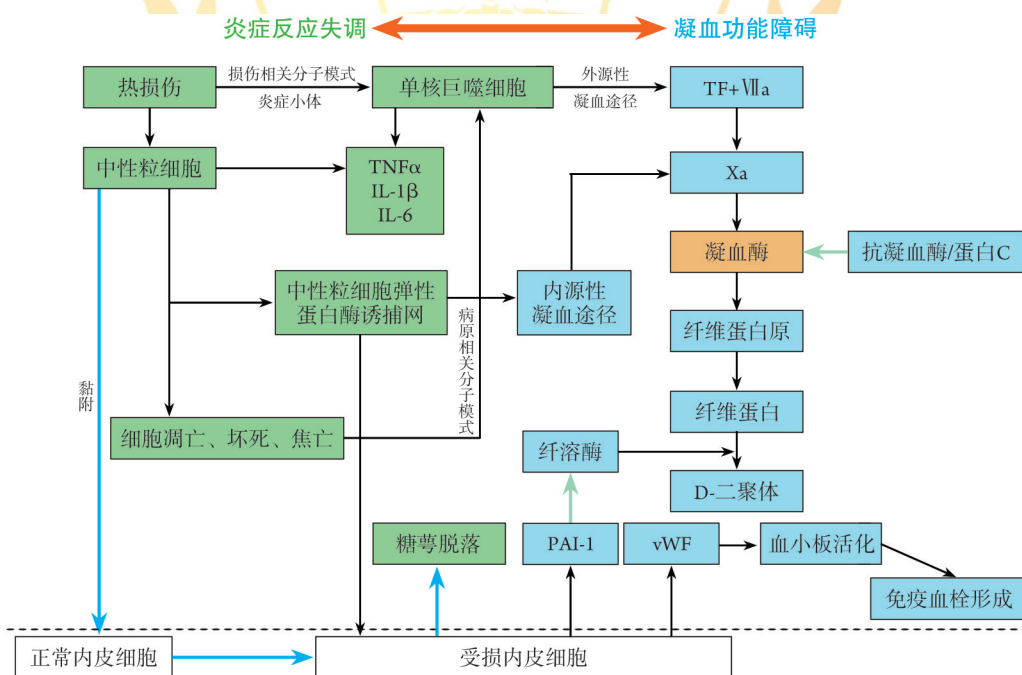 炎症反应失调
凝血功能障碍
热损伤
损伤相关分子模式
炎症小体
单核巨噬细胞
外源性
凝血途径
TF+Ⅶa
中性粒细胞
TNFα
IL-1β
IL-6
Xa
凝血酶
抗凝血酶/蛋白C
中性粒细胞弹性
蛋白酶诱捕网
内源性
凝血途径
病原相关分子模式
纤维蛋白原
黏附
纤维蛋白
细胞凋亡、坏死、焦亡
纤溶酶
D-二聚体
糖萼脱落
PAI-1
vWF
血小板活化
免疫血栓形成
正常内皮细胞
受损内皮细胞